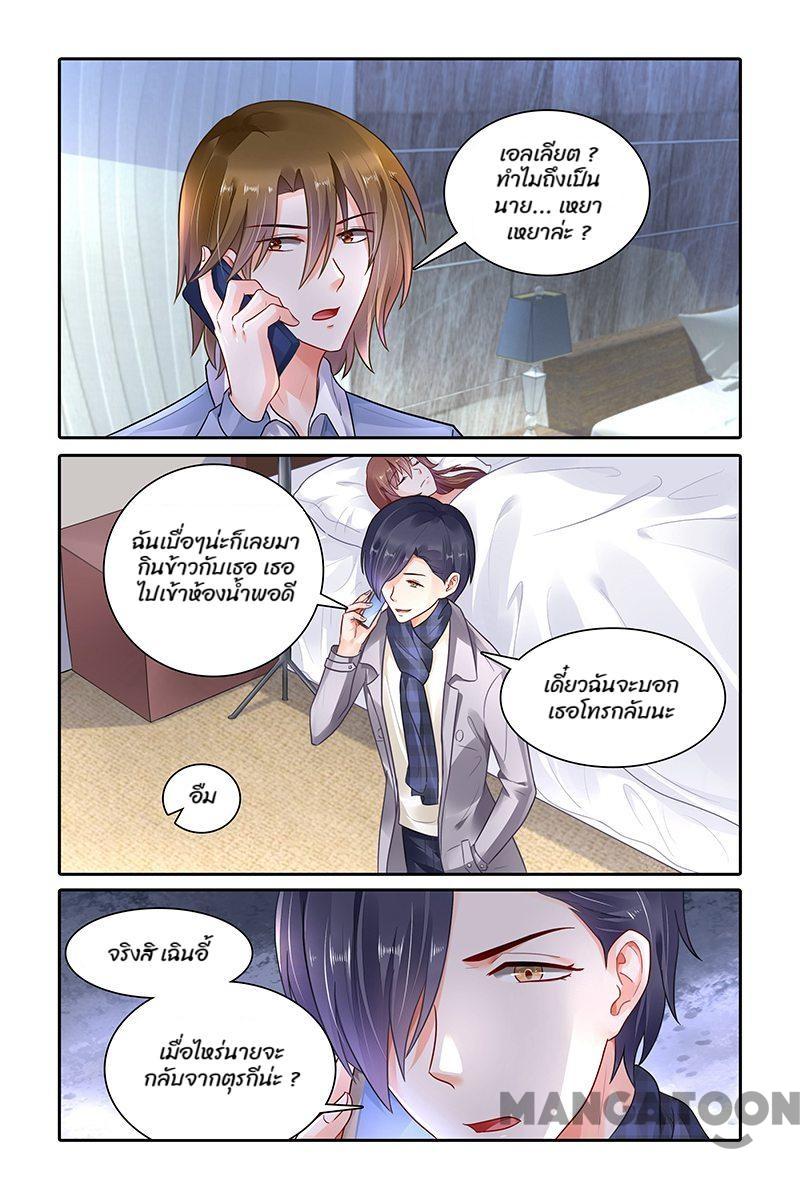 เอลเลียต ?
ทำไมถึงเป็น
นาย... เหยา
เหยาล่ะ ?
ฉันเบื่อๆน่ะก็เลยมา
กินข้าวกับเธอ เธอ
ไปเข้าห้องน้ำพอดี
เดี๋ยวฉันจะบอก
เธอโทรกลับนะ
อืม
จริงสิ เฉินอี้
เมื่อไหร่นายจะ
กลับจากตุรกีน่ะ ?
MANGATOON